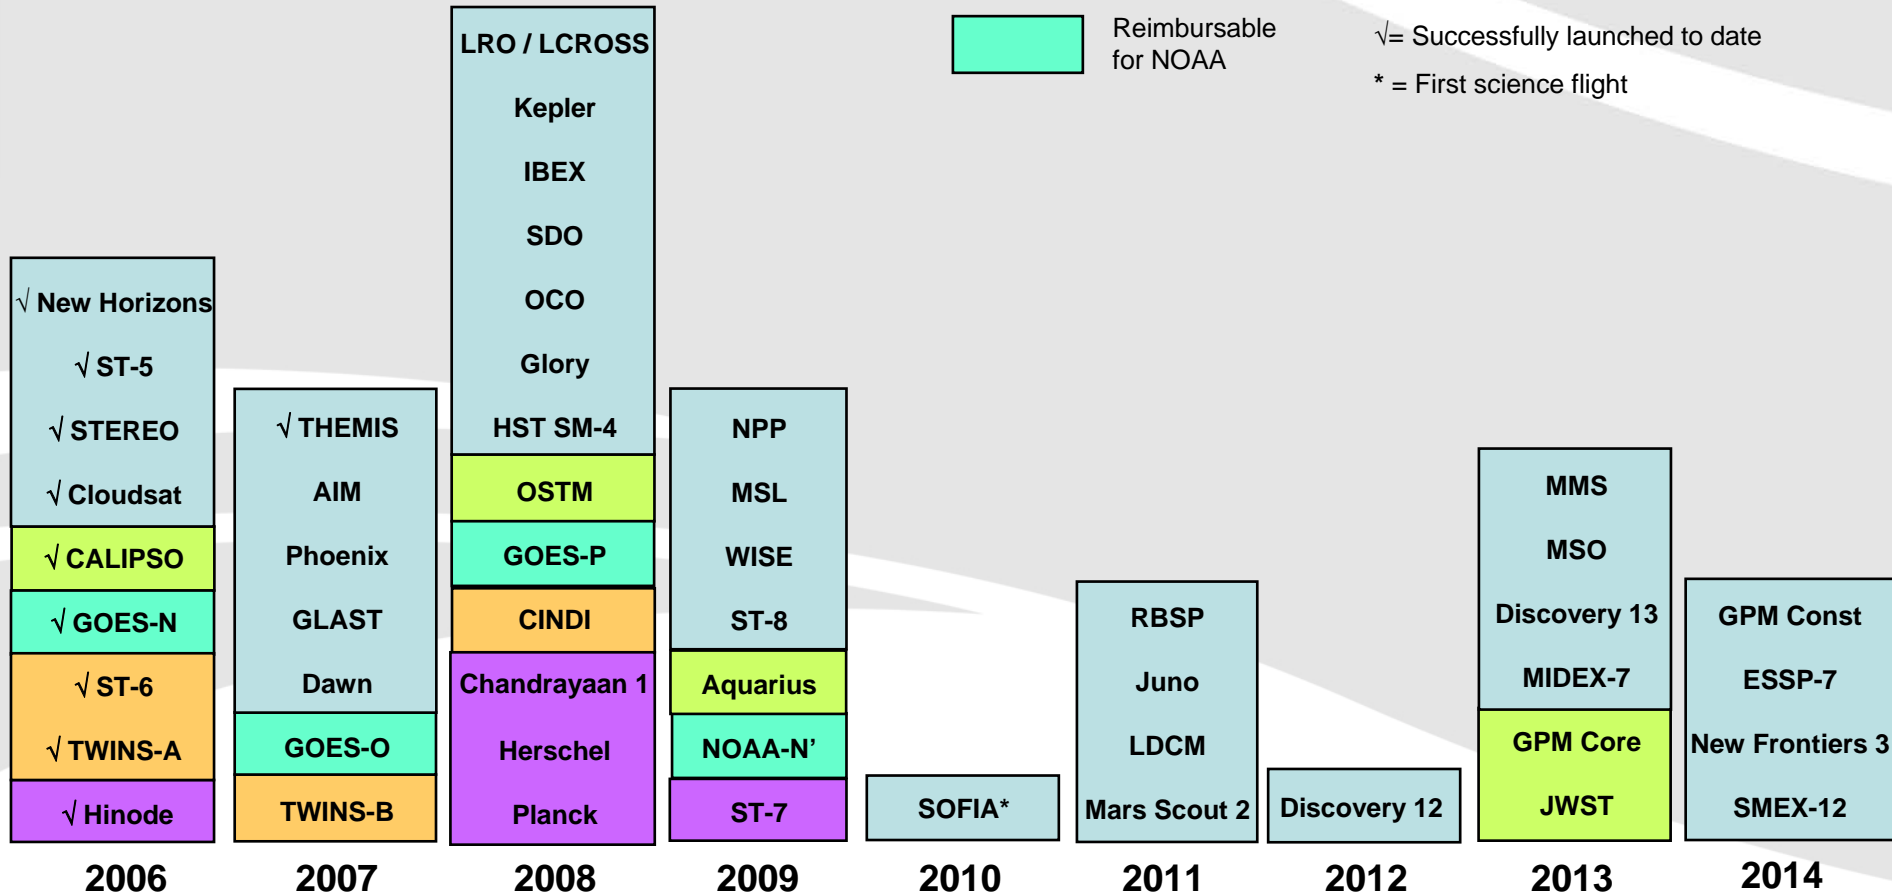 Reimbursable
for NOAA
√= Successfully launched to date
* = First science flight
√ New Horizons
√ ST-5
√ STEREO
√ Cloudsat
√ CALIPSO
√ GOES-N
√ ST-6
√ TWINS-A
√ Hinode
2006
√ THEMIS
AIM
Phoenix
GLAST
Dawn
GOES-O
TWINS-B
2007
LRO / LCROSS
Kepler
IBEX
SDO
OCO
Glory
HST SM-4
OSTM
GOES-P
CINDI
Chandrayaan 1
Herschel
Planck
2008
NPP
MSL
WISE
ST-8
Aquarius
NOAA-N’
ST-7
2009
SOFIA*
2010
RBSP
Juno
LDCM
Mars Scout 2
2011
Discovery 12
2012
MMS
MSO
Discovery 13
MIDEX-7
GPM Core
JWST
2013
GPM Const
ESSP-7
New Frontiers 3
SMEX-12
2014